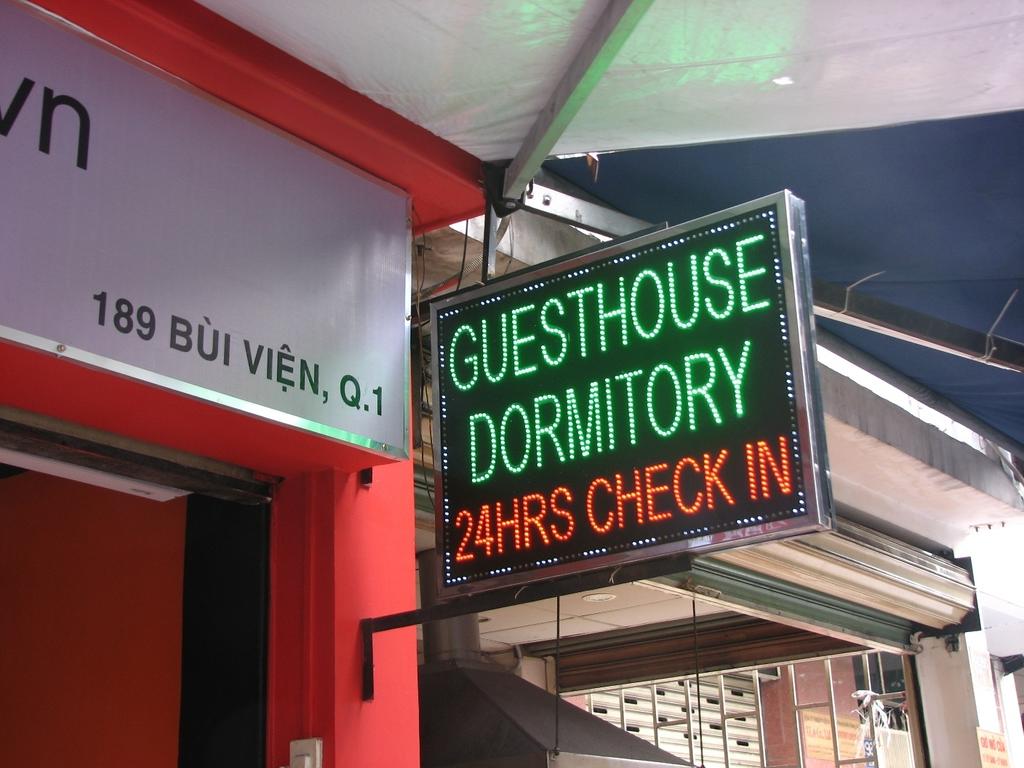 vn
189 BÙI VIỆN, Q.1
GUESTHOUSE
DORMITORY
24HRS CHECK IN